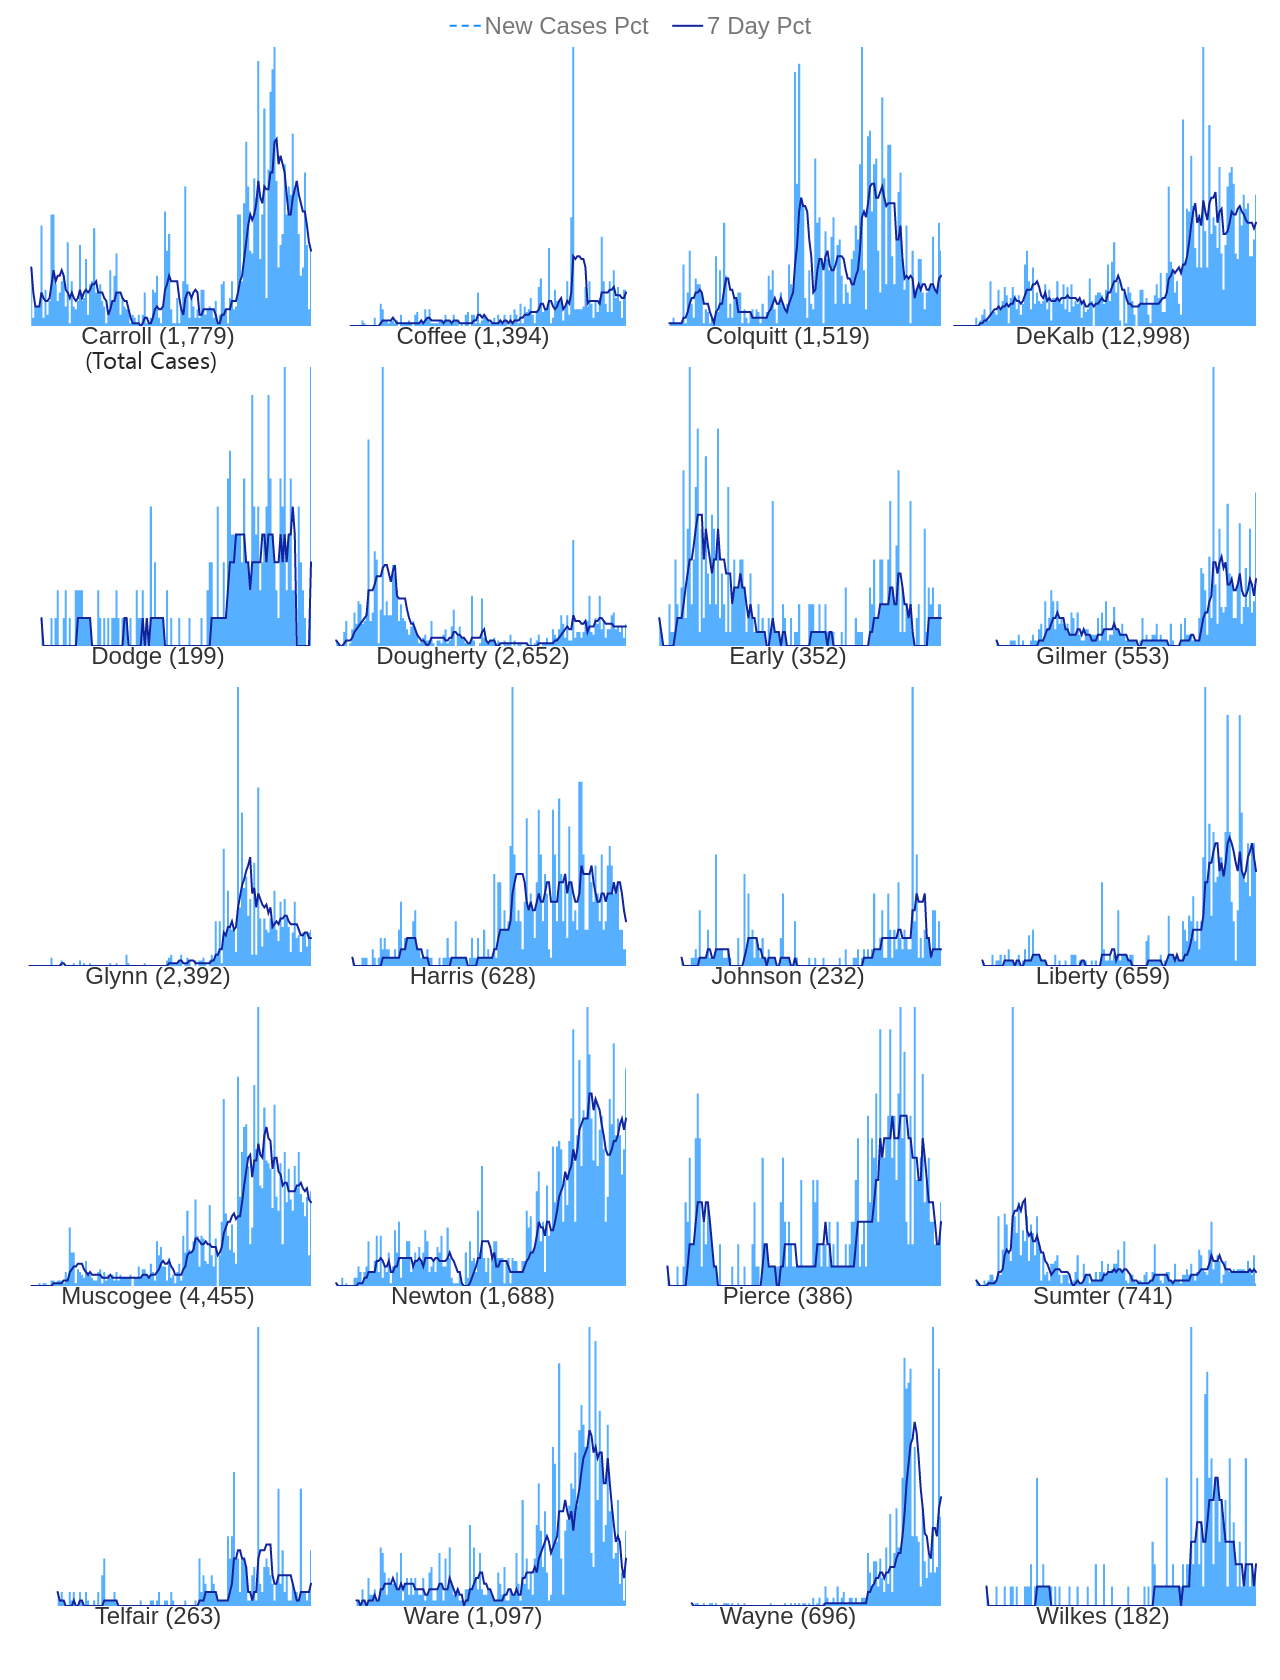 New Cases Pct 7 Day Pct
Carroll (1,779) Coffee (1,394) Colquitt (1,519) DeKalb (12,998)
(Total Cases)
Dodge (199) Dougherty (2,652) Early (352) Gilmer (553)
Glynn (2,392) Harris (628) Johnson (232) Liberty (659)
Muscogee (4,455) Newton (1,688) Pierce (386) Sumter (741)
Telfair (263) Ware (1,097) Wayne (696) Wilkes (182)